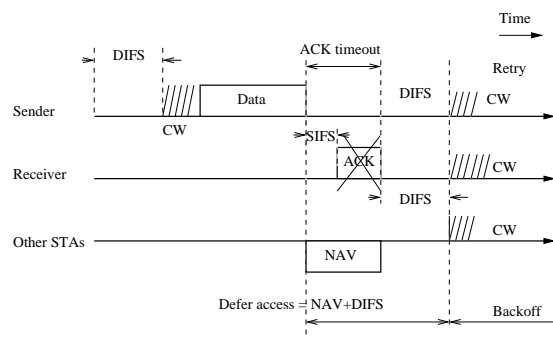 Time
ACK timeout
DIFS
Retry
Data
DIFS
CW
Sender
CW
SIFS
ACK
Receiver
CW
DIFS
CW
Other STAs
NAV
Defer access = NAV+DIFS
Backoff